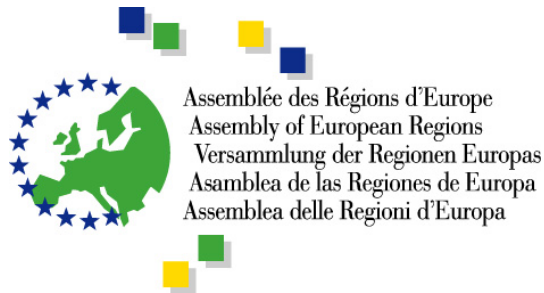 Assemblée des Régions d'Europe
Assembly of European Regions
Versammlung der Regionen Europas
Asamblea de las Regiones de Europa
Assemblea delle Regioni d'Europa